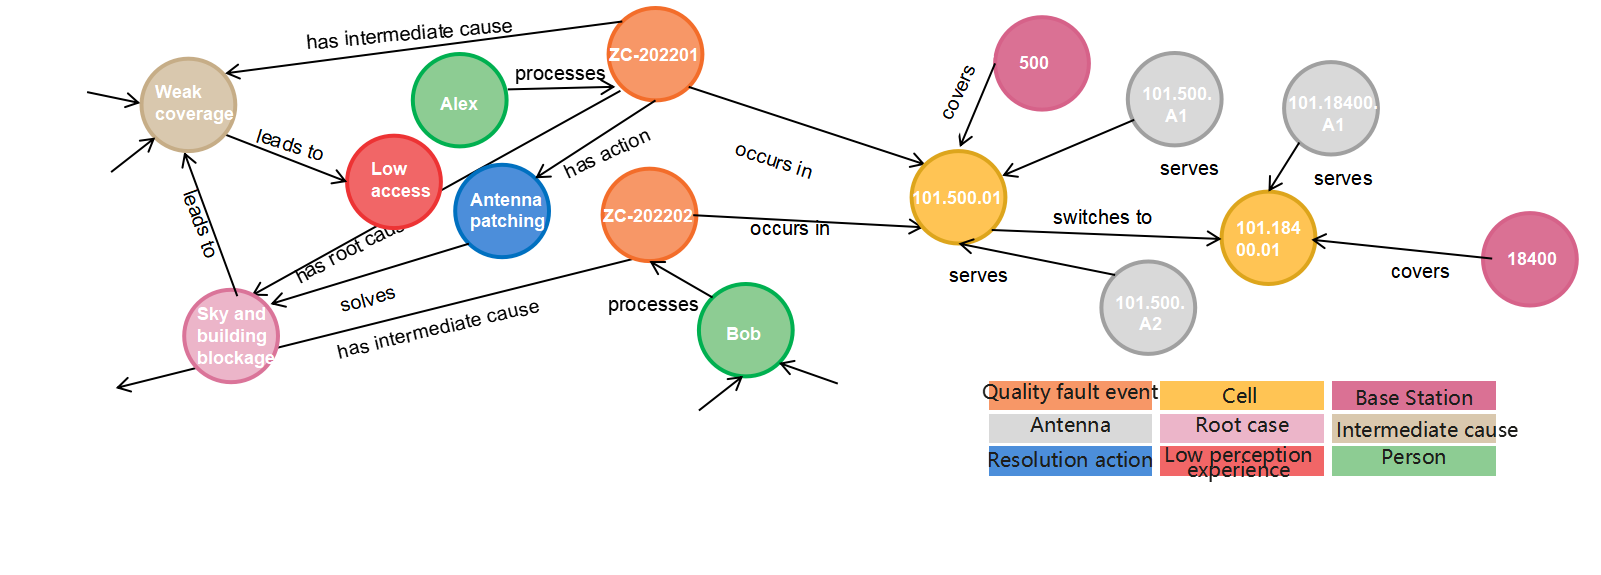 has intermediate cause
ZC-202201
500
Weak
coverage
processes
Alex
covers
101.500.
A1
101.18400.
A1
leads to
has action
occurs in
Low
access
serves
serves
Antenna
patching
101.500.01
leads to
ZC-202202
switches to
occurs in
101.184
00.01
has root caus
18400
serves
covers
solves
processes
101.500.
A2
Sky and
building
blockage
has intermediate cause
Bob
Quality fault event
Cell
Base Station
Antenna
Root case
Intermediate cause
Resolution action
Low perception
experience
Person